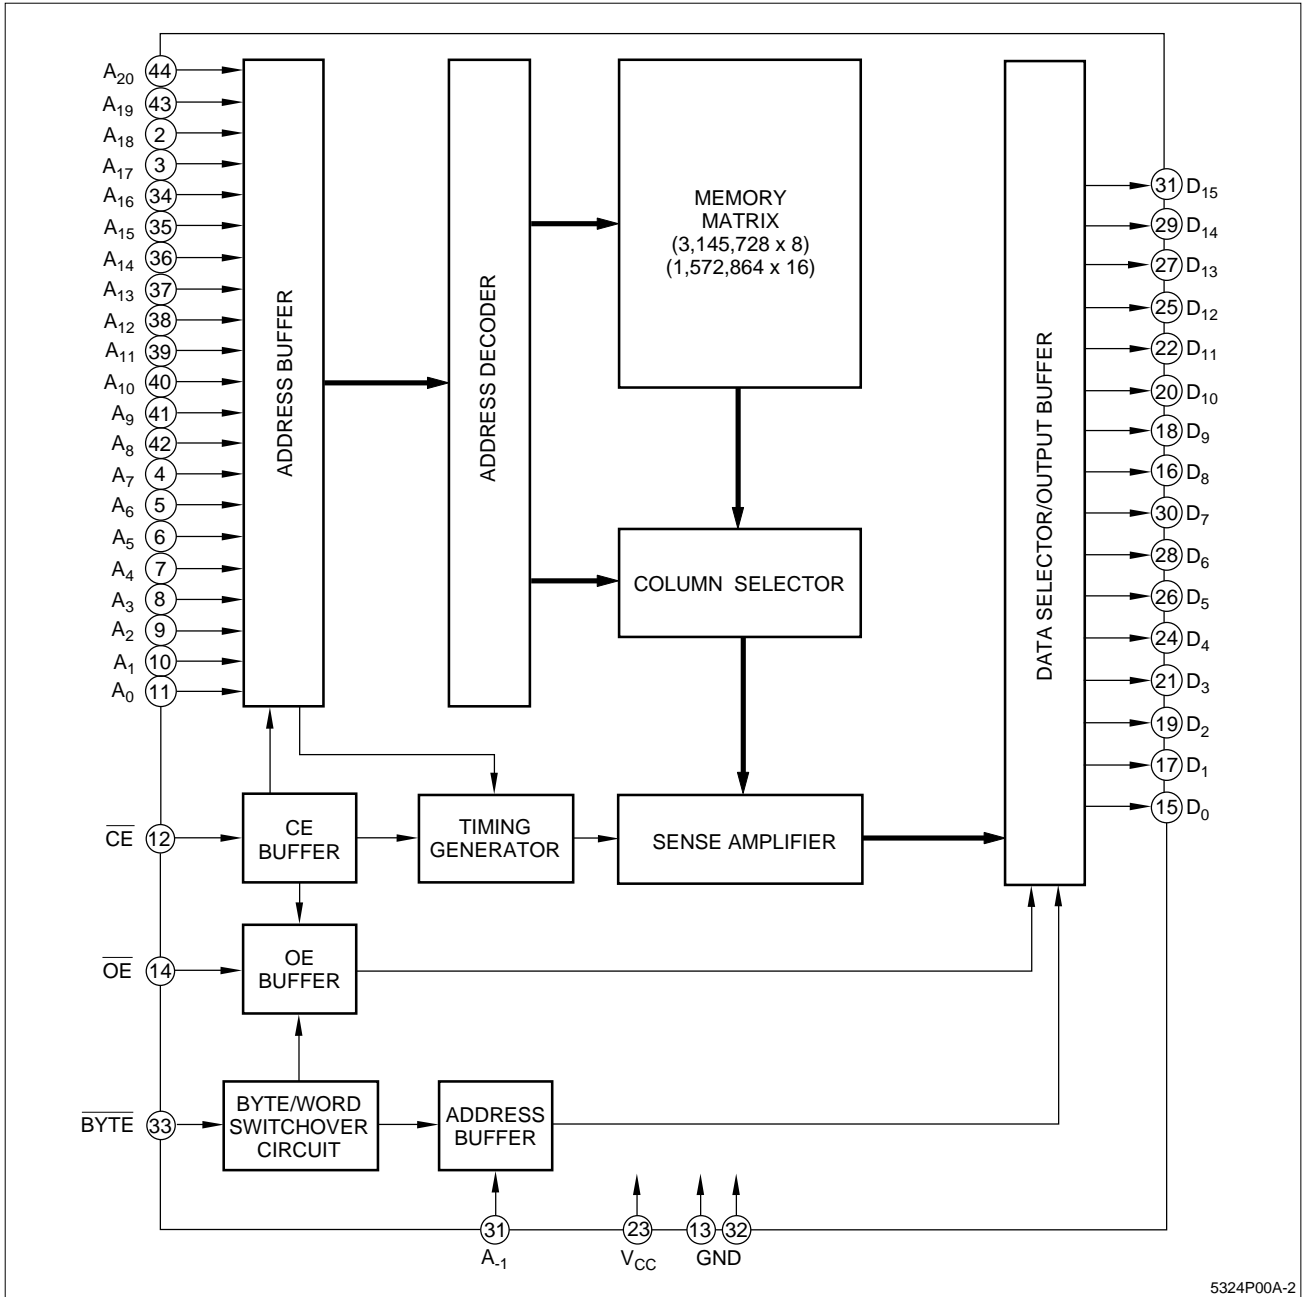 A20 44
A19 43
A18 2
A17 3
A16 34
A15 35
A14 36
A13 37
A12 38
A11 39
A10 40
A9 41
A8 42
A7 4
A6 5
A5 6
A4 7
A3 8
A2 9
A1 10
A0 11
ADDRESS BUFFER
ADDRESS DECODER
MEMORY
MATRIX
(3,145,728 x 8)
(1,572,864 x 16)
COLUMN SELECTOR
DATA SELECTOR/OUTPUT BUFFER
31 D15
29 D14
27 D13
25 D12
22 D11
20 D10
18 D9
16 D8
30 D7
28 D6
26 D5
24 D4
21 D3
19 D2
17 D1
15 D0
CE 12
CE
BUFFER
TIMING
GENERATOR
SENSE AMPLIFIER
OE 14
OE
BUFFER
BYTE 33
BYTE/WORD
SWITCHOVER
CIRCUIT
ADDRESS
BUFFER
31
A-1
23
VCC
13 32
GND
5324P00A-2